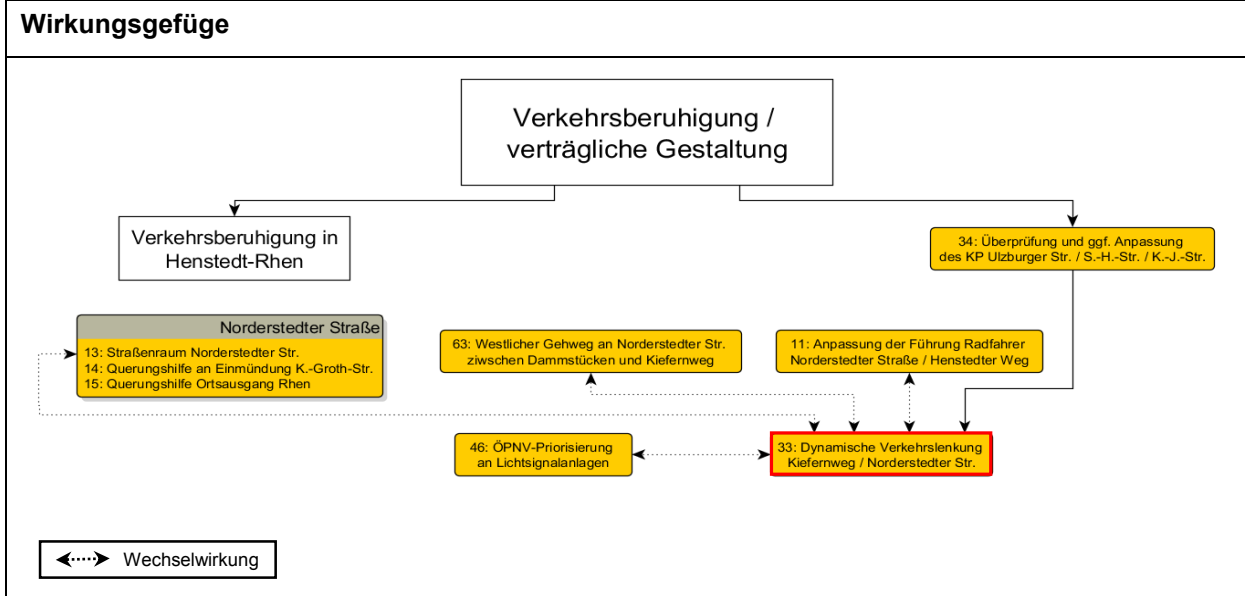 Wirkungsgefüge
Verkehrsberuhigung /
verträgliche Gestaltung
Verkehrsberuhigung in
Henstedt-Rhen
34: Überprüfung und ggf. Anpassung
des KP Ulzburger Str. / S.-H.-Str. / K.-J.-Str.
Norderstedter Straße
13: Straßenraum Norderstedter Str.
14: Querungshilfe an Einmündung K.-Groth-Str.
15: Querungshilfe Ortsausgang Rhen
63: Westlicher Gehweg an Norderstedter Str.
ziwschen Dammstücken und Kiefernweg
11: Anpassung der Führung Radfahrer
Norderstedter Straße / Henstedter Weg
46: ÖPNV-Priorisierung
an Lichtsignalanlagen
33: Dynamische Verkehrslenkung
Kiefernweg / Norderstedter Str.
Wechselwirkung